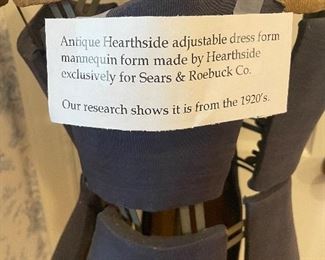 Antique Hearthside adjustable dress form
mannequin form made by Hearthside
exclusively for Sears & Roebuck Co.
Our research shows it is from the 1920's.